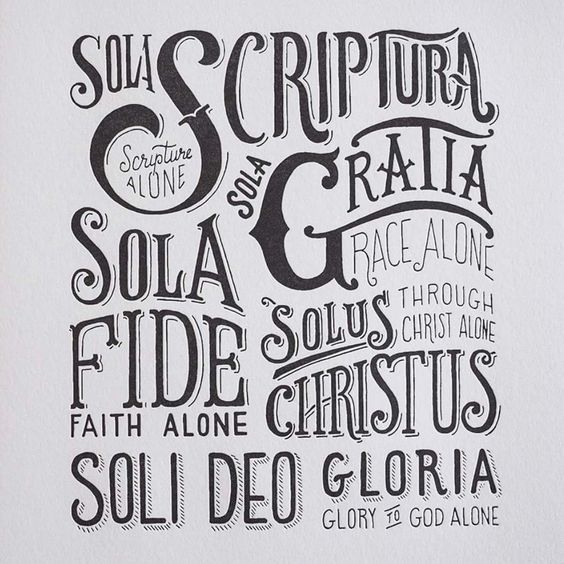 SOLA SCRIPTURA
Scripture
ALONE
SOLA GRATIA
GRACE ALONE
SOLA
FIDE
FAITH ALONE
SOLUS
THROUGH
CHRIST ALONE
CHRISTUS
SOLI DEO GLORIA
GLORY TO GOD ALONE